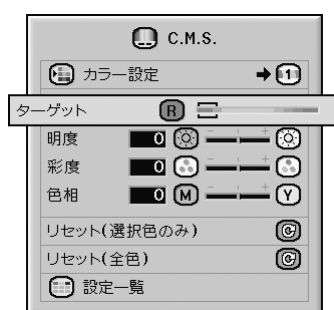 C.M.S.
カラー設定 1
ターゲット R
明度 0
彩度 0
色相 0 M Y
リセット(選択色のみ)
リセット(全色)
設定一覧